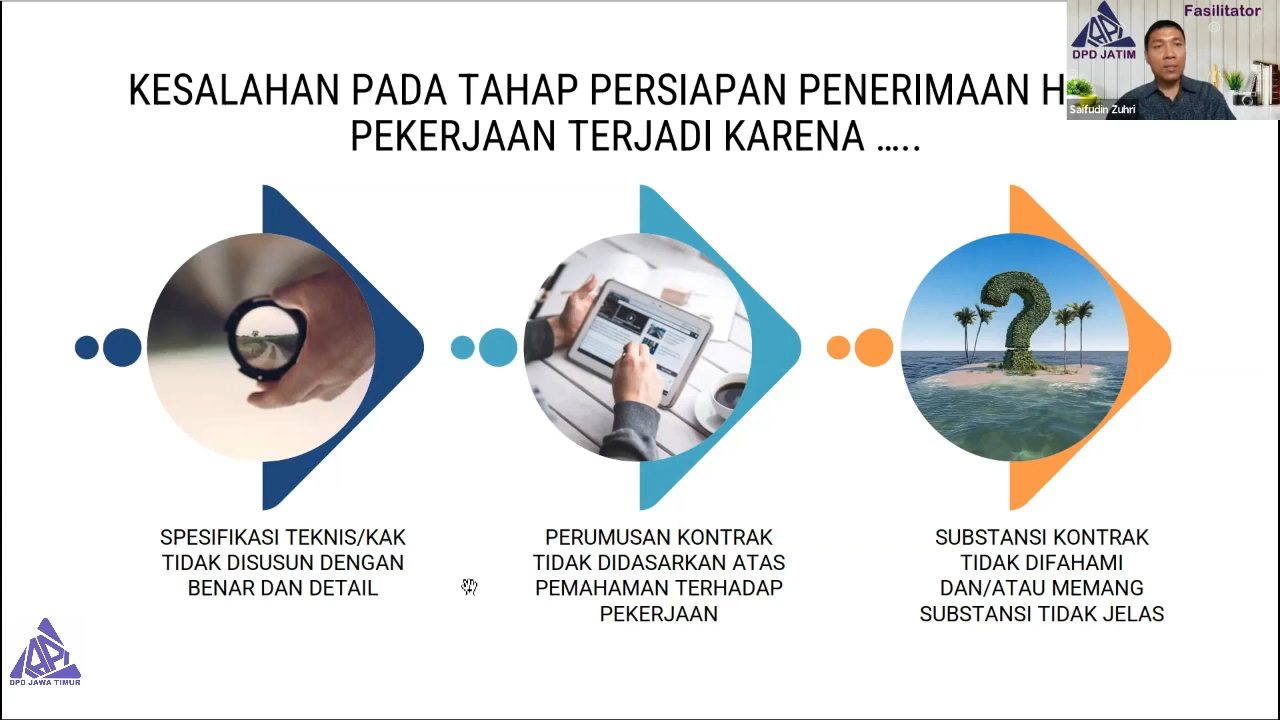 Fasilitator
IAPI
DPD JATIM
Saifudin Zuhri
KESALAHAN PADA TAHAP PERSIAPAN PENERIMAAN H
PEKERJAAN TERJADI KARENA .....
SPESIFIKASI TEKNIS/KAK
TIDAK DISUSUN DENGAN
BENAR DAN DETAIL
PERUMUSAN KONTRAK
TIDAK DIDASARKAN ATAS
PEMAHAMAN TERHADAP
PEKERJAAN
SUBSTANSI KONTRAK
TIDAK DIFAHAMI
DAN/ATAU MEMANG
SUBSTANSI TIDAK JELAS
IAPI
DPD JAWA TIMUR